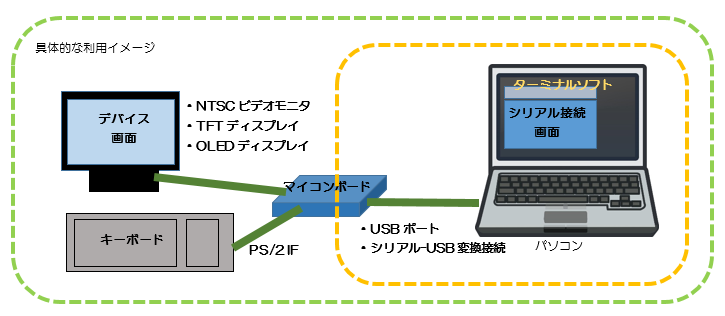 具体的な利用イメージ
デバイス
画面
・NTSC ビデオモニタ
・TFT ディスプレイ
・OLED ディスプレイ
ターミナルソフト
シリアル接続
画面
マイコンボード
キーボード
PS/2 IF
・USB ポート
・シリアル-USB 変換接続
パソコン